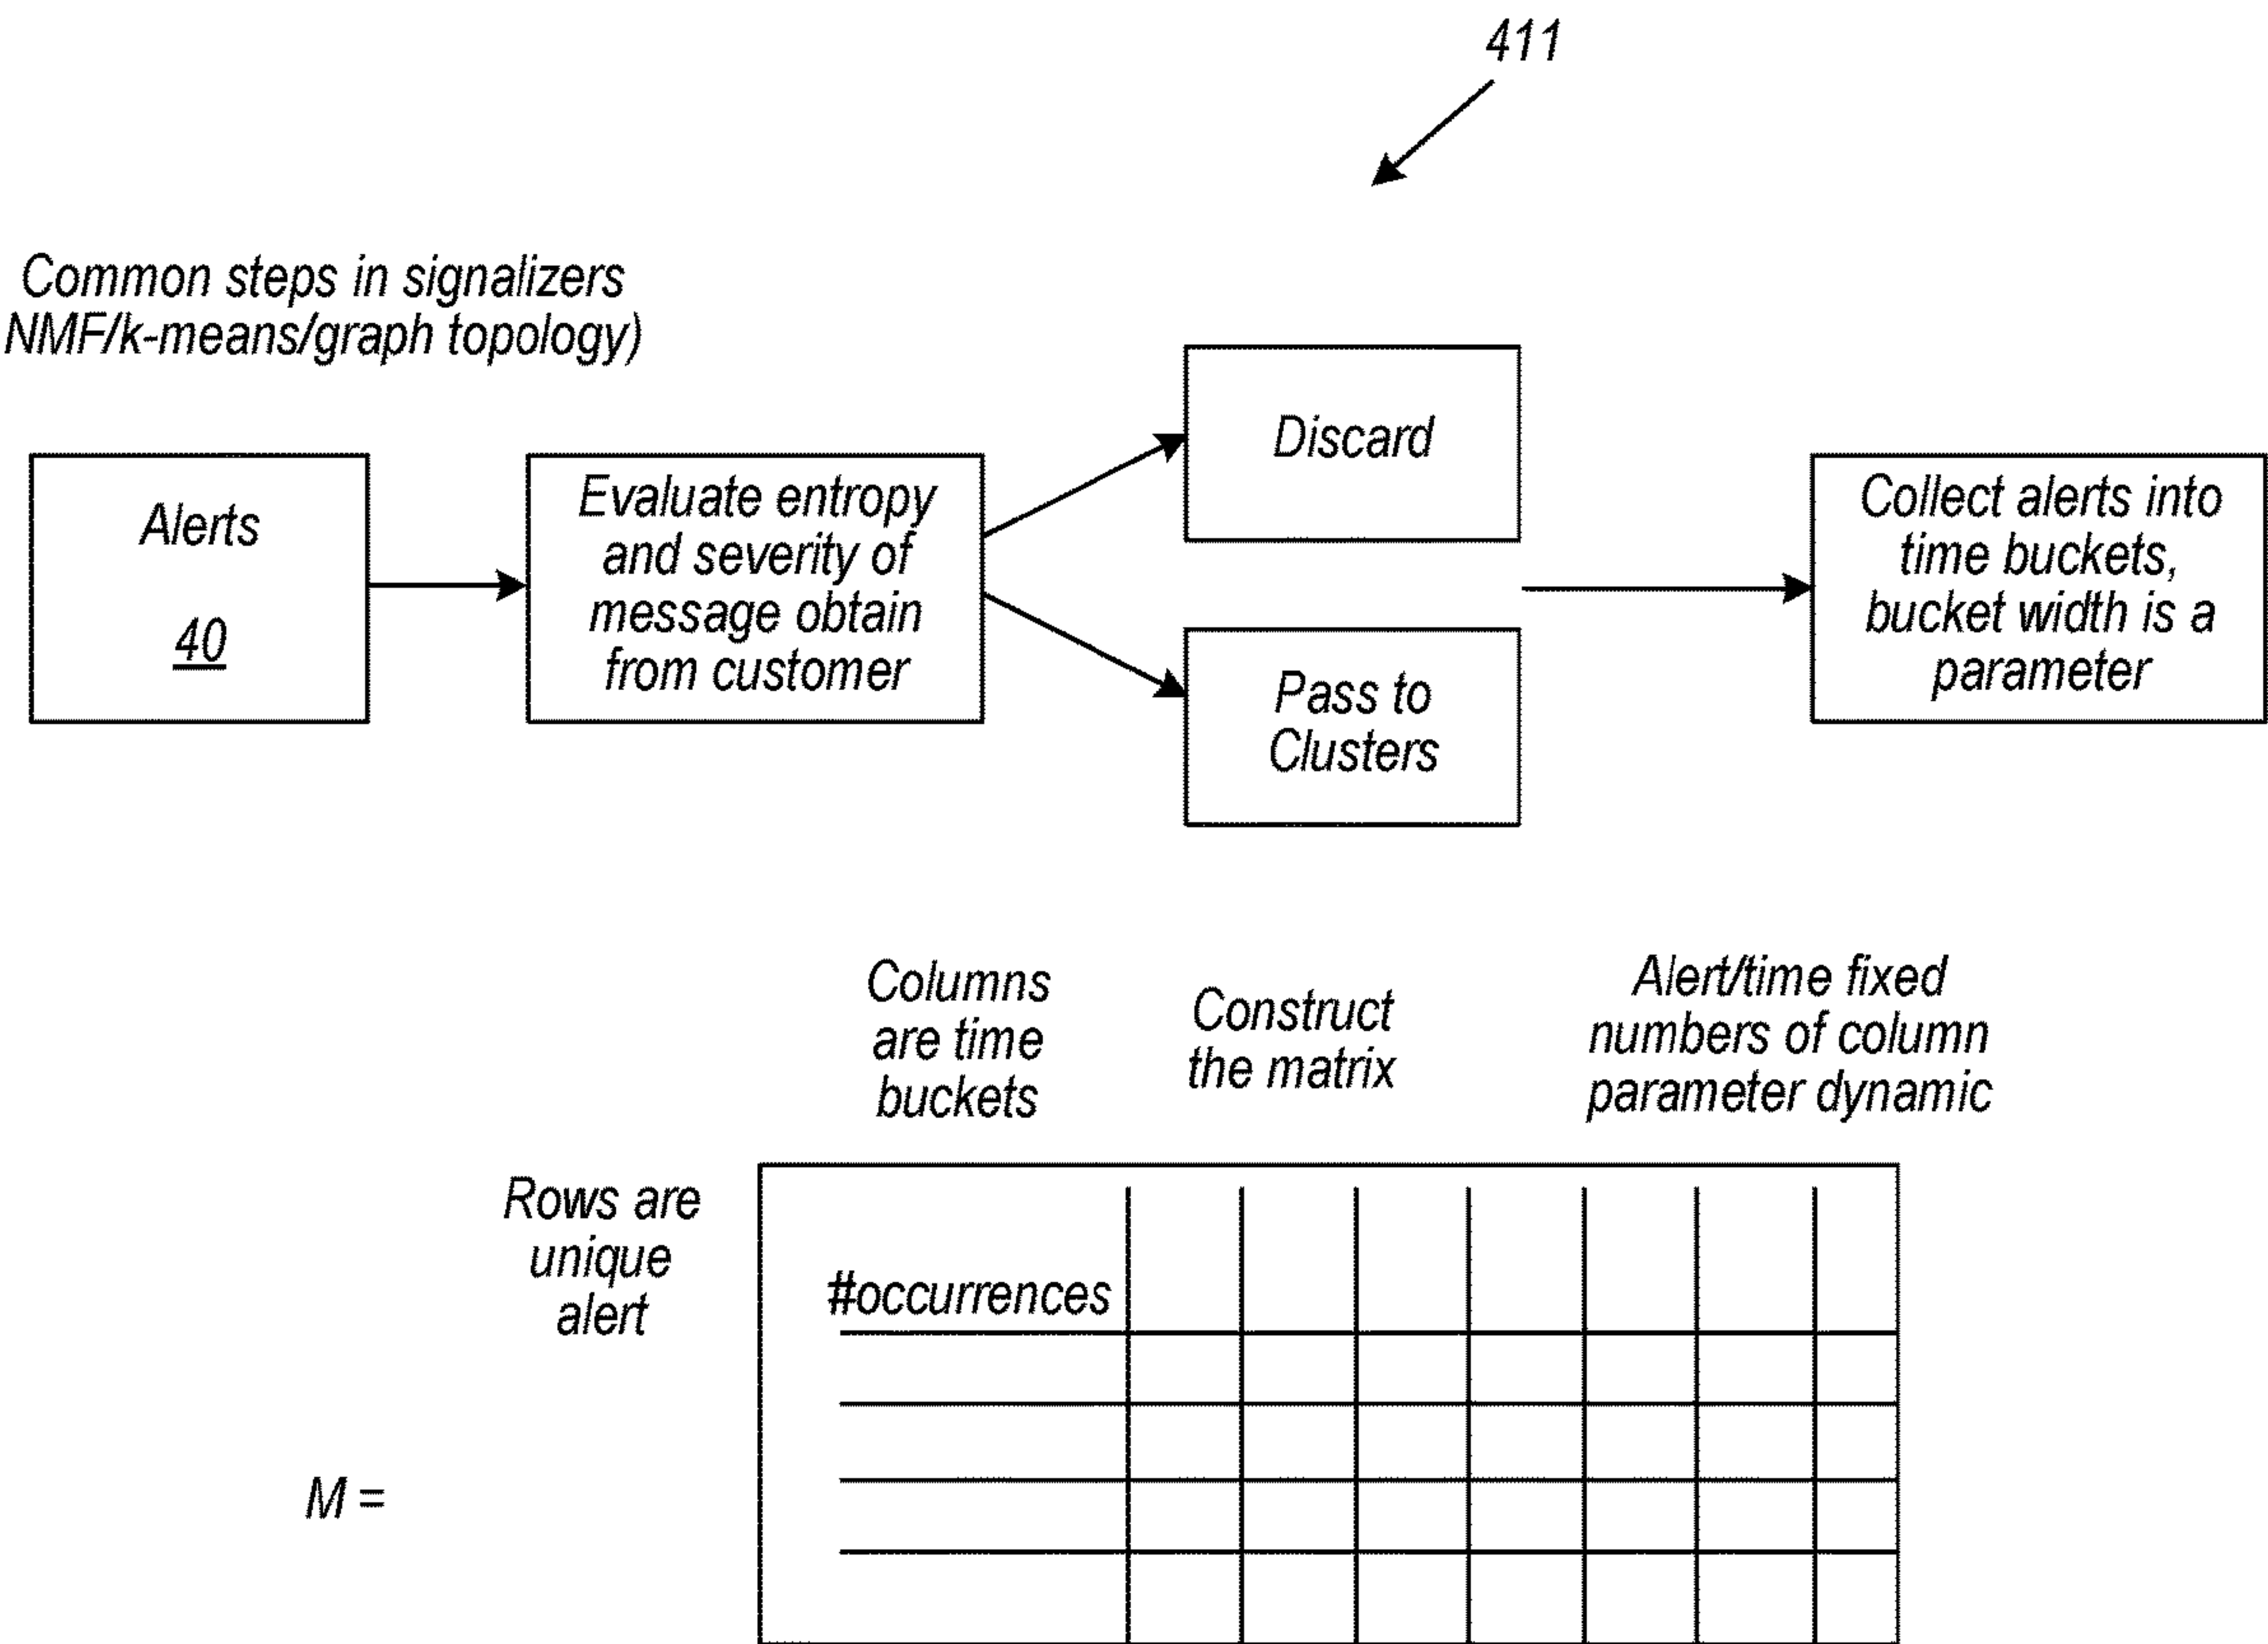 411
Common steps in signalizers
NMF/k-means/graph topology)
Alerts
40
Evaluate entropy
and severity of
message obtain
from customer
Discard
Pass to
Clusters
Collect alerts into
time buckets,
bucket width is a
parameter
Columns
are time
buckets
Construct
the matrix
Alert/time fixed
numbers of column
parameter dynamic
Rows are
unique
alert
#occurrences
M =